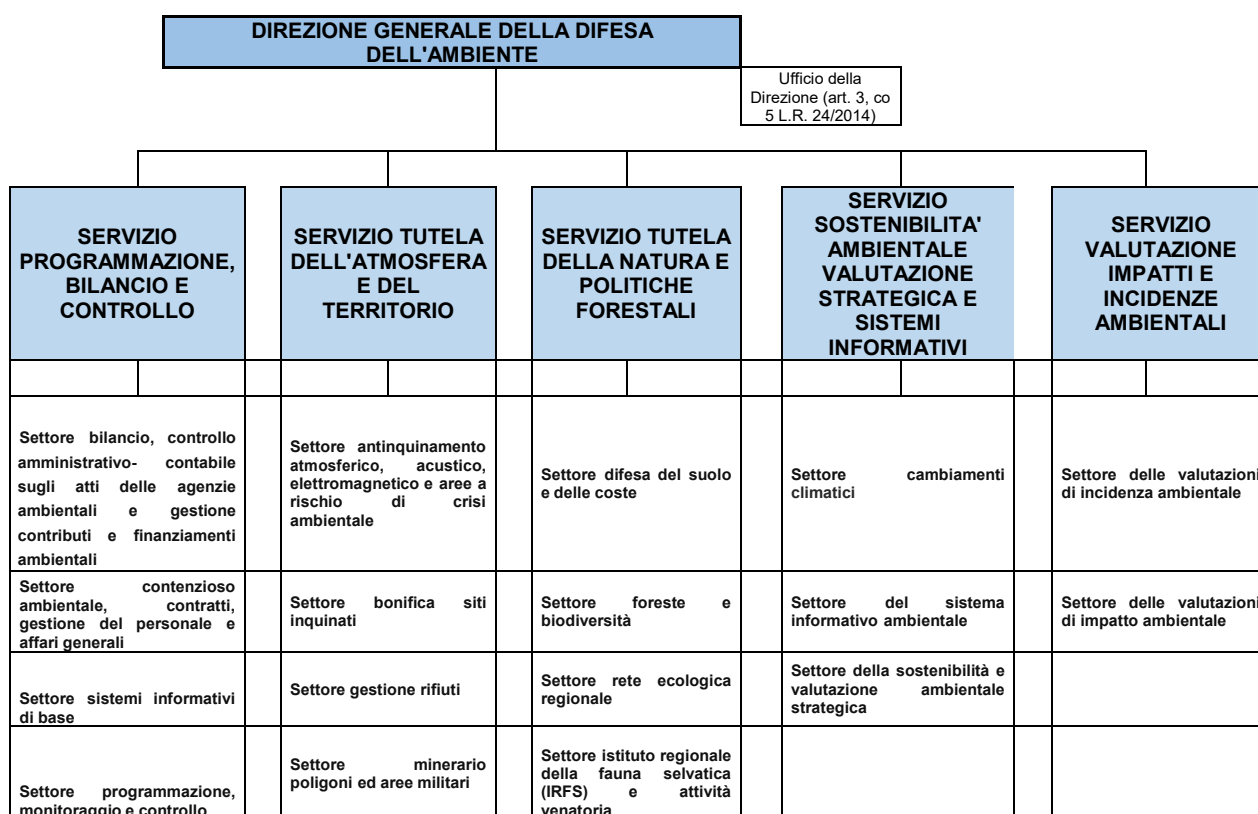 DIREZIONE GENERALE DELLA DIFESA
DELL'AMBIENTE
Ufficio della
Direzione (art. 3, co
5 L.R. 24/2014)
SERVIZIO
PROGRAMMAZIONE,
BILANCIO E
CONTROLLO
SERVIZIO TUTELA
DELL'ATMOSFERA
E DEL
TERRITORIO
SERVIZIO TUTELA
DELLA NATURA E
POLITICHE
FORESTALI
SERVIZIO
SOSTENIBILITA'
AMBIENTALE
VALUTAZIONE
STRATEGICA E
SISTEMI
INFORMATIVI
SERVIZIO
VALUTAZIONE
IMPATTI E
INCIDENZE
AMBIENTALI
Settore bilancio, controllo
amministrativo- contabile
sugli atti delle agenzie
ambientali e gestione
contributi e finanziamenti
ambientali
Settore antinquinamento
atmosferico, acustico,
elettromagnetico e aree a
rischio di crisi
ambientale
Settore difesa del suolo
e delle coste
Settore cambiamenti
climatici
Settore delle valutazioni
di incidenza ambientale
Settore contenzioso
ambientale, contratti,
gestione del personale e
affari generali
Settore bonifica siti
inquinati
Settore foreste e
biodiversità
Settore del sistema
informativo ambientale
Settore delle valutazioni
di impatto ambientale
Settore sistemi informativi
di base
Settore gestione rifiuti
Settore rete ecologica
regionale
Settore della sostenibilità e
valutazione ambientale
strategica
Settore programmazione,
monitoraggio e controllo
Settore minerario
poligoni ed aree militari
Settore istituto regionale
della fauna selvatica
(IRFS) e attività
venatoria